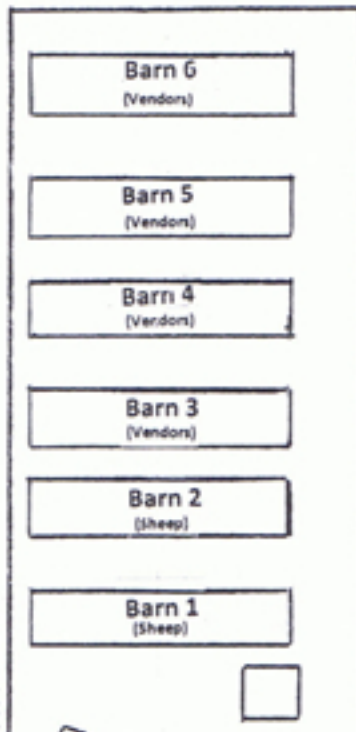 Barn 6
(Vendors)
Barn 5
(Vendors)
Barn 4
(Vendors)
Barn 3
(Vendors)
Barn 2
(Sheep)
Barn 1
(Sheep)